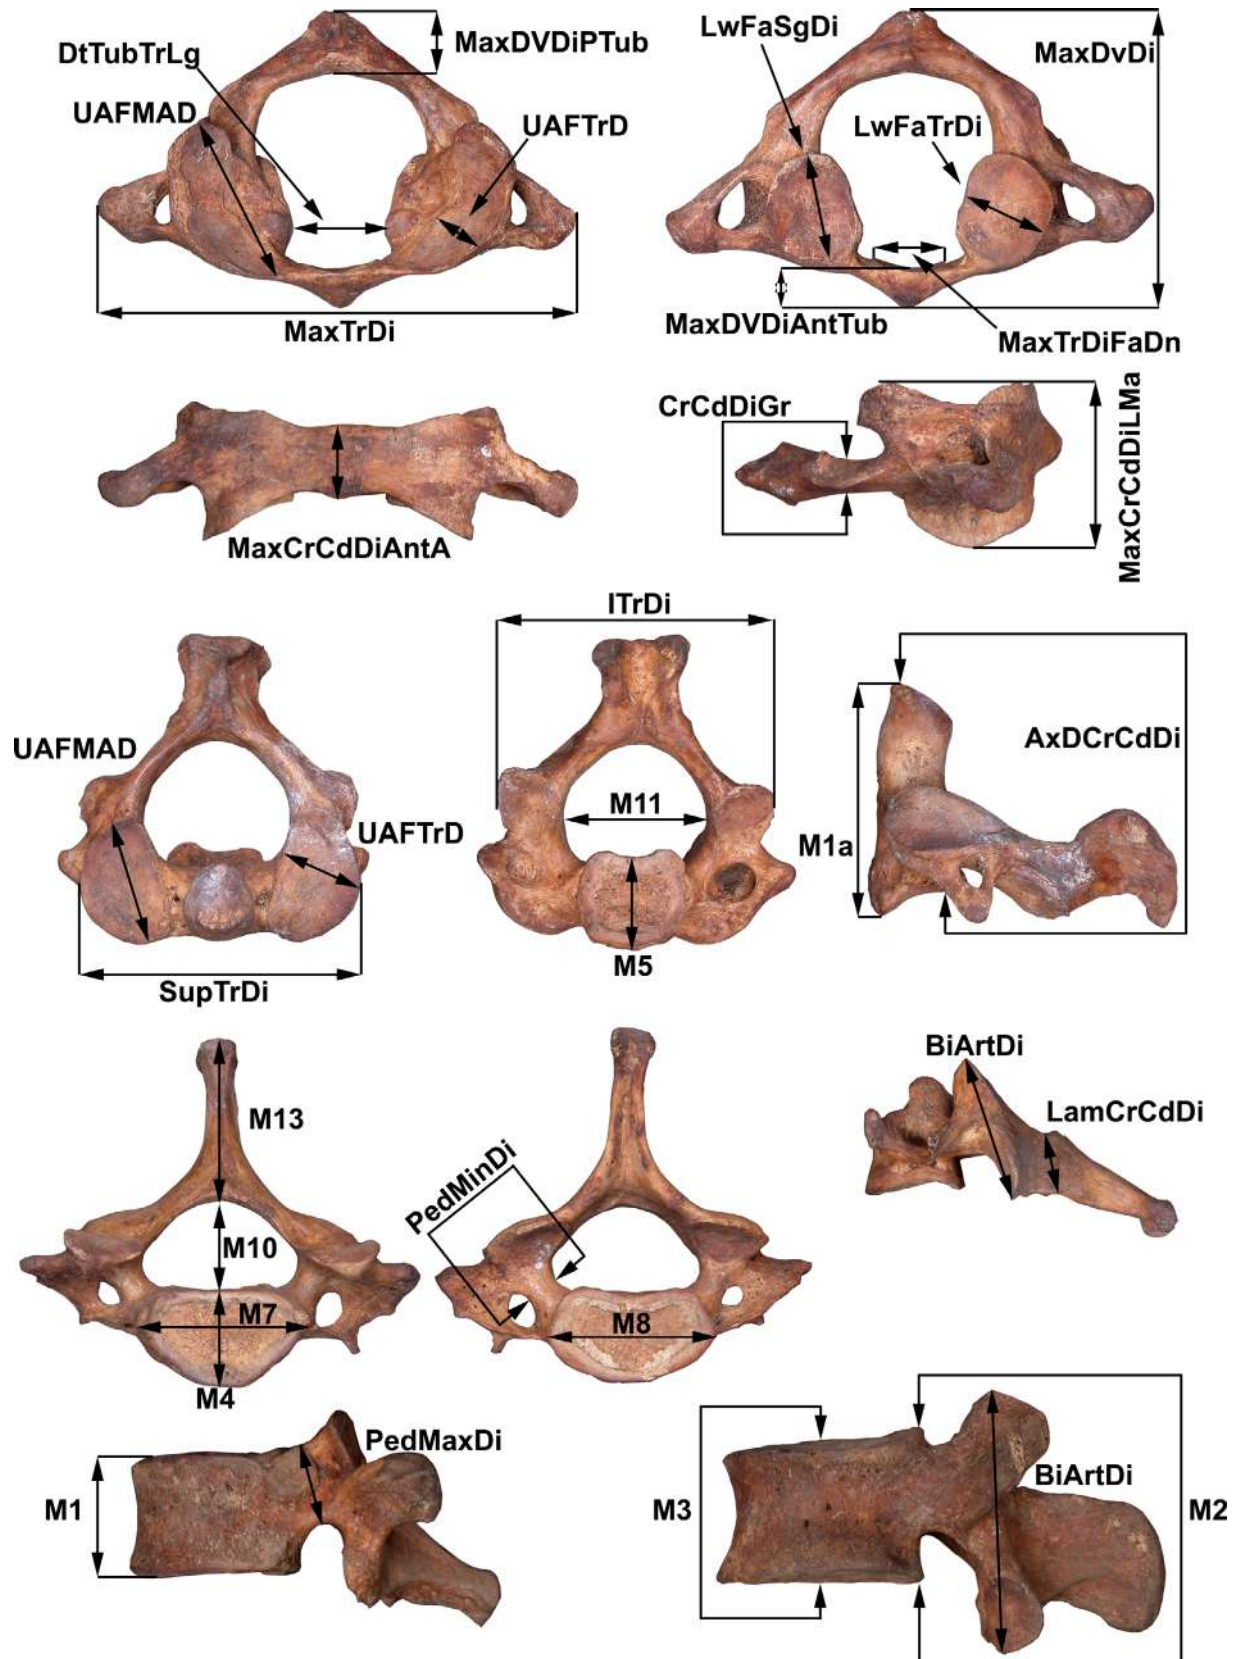 MaxDVDiPTub
DtTubTrLg
UAFMAD
UAFTrD
MaxTrDi
LwFaSgDi
MaxDvDi
LwFaTrDi
MaxDVDiAntTub
MaxTrDiFaDn
MaxCrCdDiAntA
CrCdDiGr
MaxCrCdDiLMa
UAFMAD
UAFTrD
SupTrDi
ITrDi
M11
M5
AxDCrCdDi
M1a
M13
M10
M7
M4
PedMinDi
M8
BiArtDi
LamCrCdDi
PedMaxDi
M1
M3
BiArtDi
M2